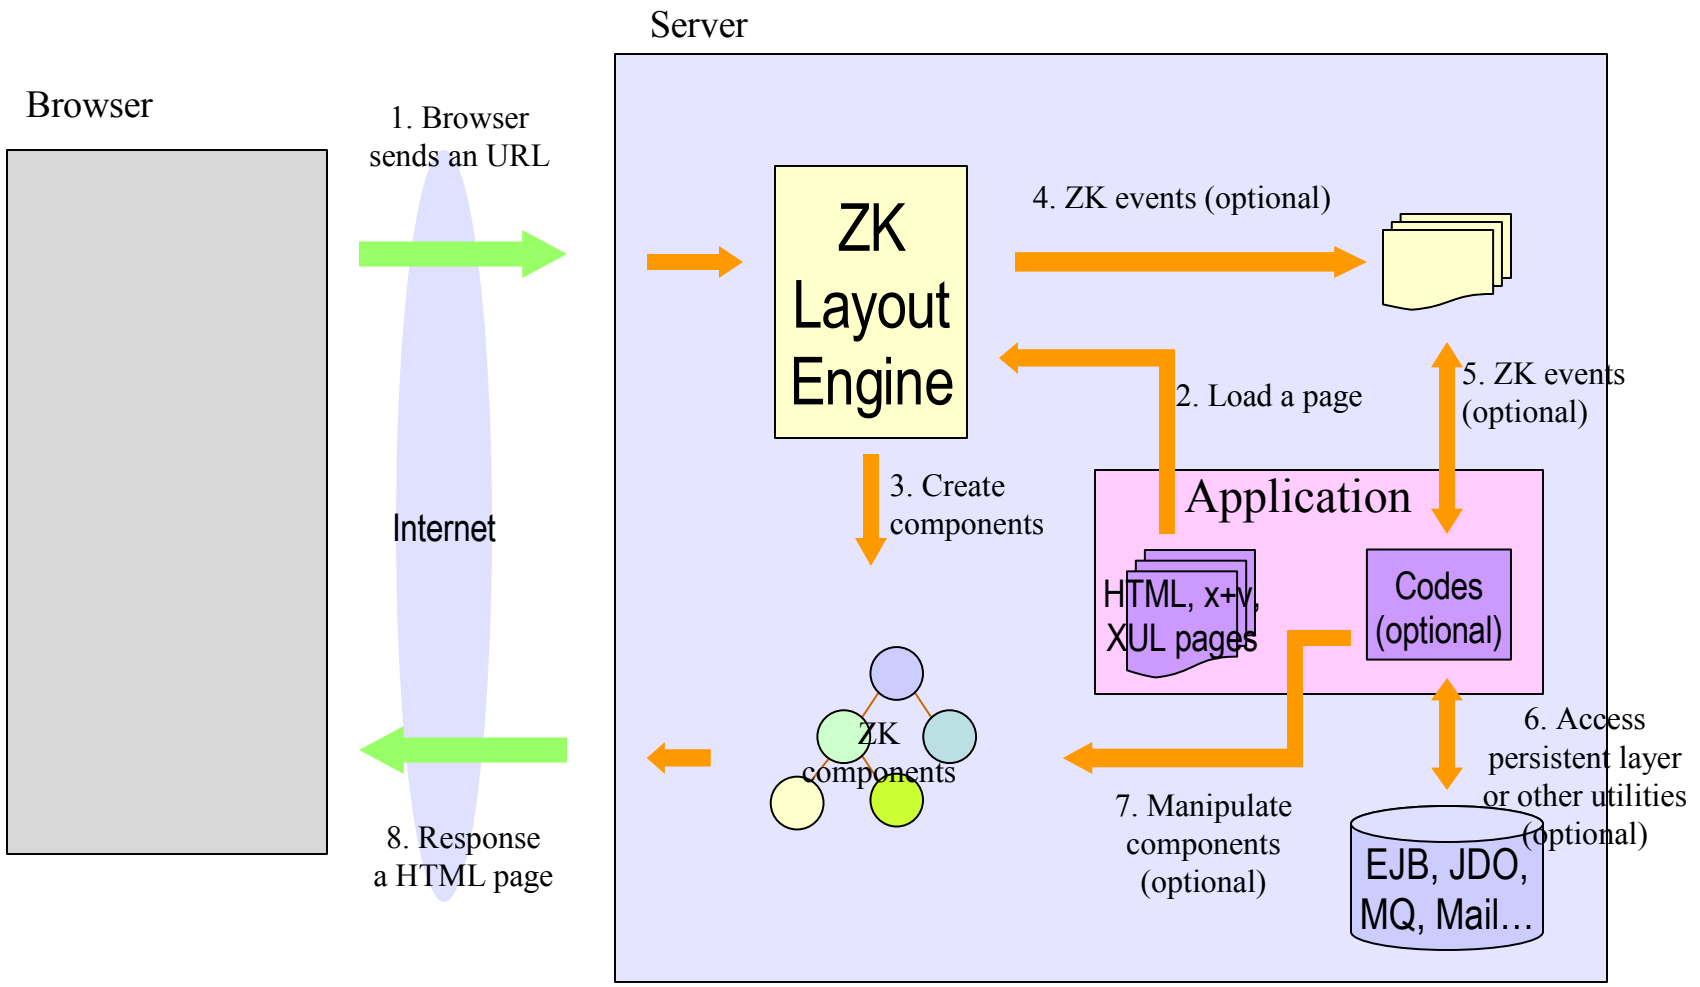 Server
Browser
1. Browser
sends an URL
ZK
Layout
Engine
4. ZK events (optional)
5. ZK events
(optional)
2. Load a page
3. Create
components
Application
Internet
HTML, x+v,
XUL pages
Codes
(optional)
ZK
components
6. Access
persistent layer
or other utilities
(optional)
7. Manipulate
components
(optional)
8. Response
a HTML page
EJB, JDO,
MQ, Mail…